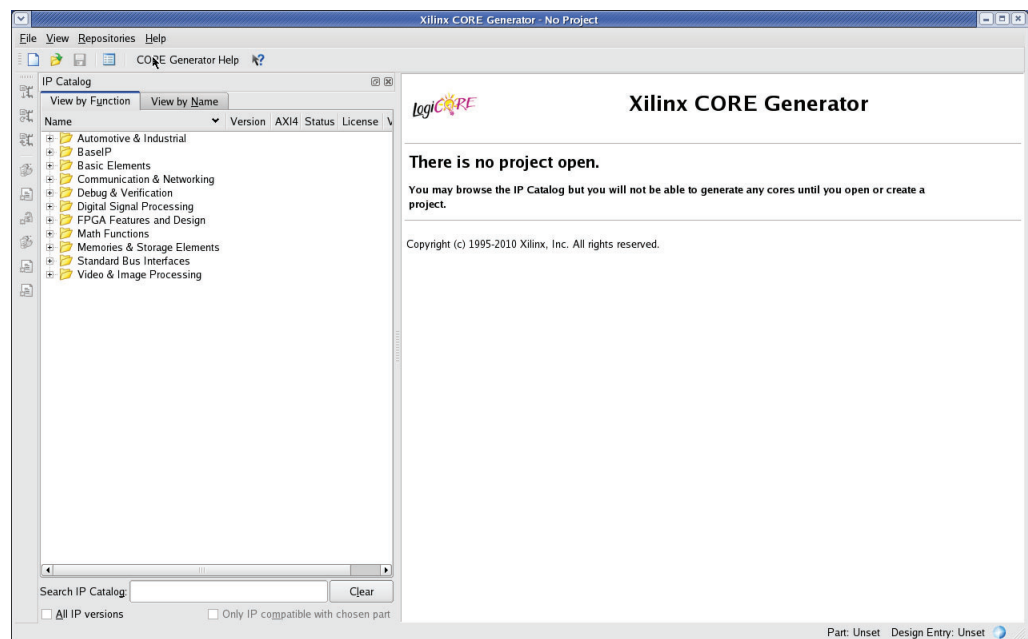 Xilinx CORE Generator - No Project
File View Repositories Help
CORE Generator Help
IP Catalog
View by Function View by Name
Name Version AXI4 Status License V
Automotive & Industrial
BaseIP
Basic Elements
Communication & Networking
Debug & Verification
Digital Signal Processing
FPGA Features and Design
Math Functions
Memories & Storage Elements
Standard Bus Interfaces
Video & Image Processing
Search IP Catalog: Clear
All IP versions Only IP compatible with chosen part
logiCORE
Xilinx CORE Generator
There is no project open.
You may browse the IP Catalog but you will not be able to generate any cores until you open or create a
project.
Copyright (c) 1995-2010 Xilinx, Inc. All rights reserved.
Part: Unset Design Entry: Unset